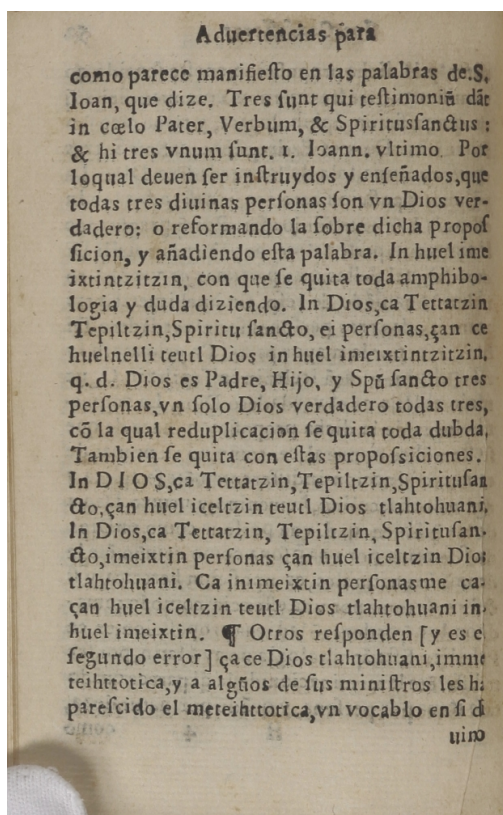 Aduertencias p̃ara
como parece manifieſto en las palabras de.S.
Ioan, que dize. Tres ſunt qui teſtimoniũ dãt
in cœlo Pater, Verbum, & Spirituſſanctus :
& hi tres vnum ſunt. 1. Ioann. vltimo. Por
loqual deuen ſer inſtruydos y enſeñados,que
todas tres diuinas perſonas ſon vn Dios ver-
dadero: o reformando la ſobre dicha propoſ
ſicion, y añadiendo eſta palabra. In huel ime
ixtintzitzin, con que ſe quita toda amphibo-
logia y duda diziendo. In Dios,ca Tettatzin
Tepiltzin,Spiritu ſancto, ei perſonas,çan ce
huelnelli teutl Dios in huel imeixtintzitzin.
q. d. Dios es Padre, Hijo, y Spũ ſancto tres
perſonas,vn ſolo Dios verdadero todas tres,
cõ la qual reduplicacion ſe quita toda dubda.
Tambien ſe quita con eſtas propoſsiciones.
In DIOS,ca Tettatzin,Tepiltzin,Spirituſan
cto,çan huel iceltzin teutl Dios tlahtohuani.
In Dios,ca Tettatzin, Tepiltzin, Spirituſan-
cto,imeixtin perſonas çan huel iceltzin Dios
tlahtohuani. Ca inimeixtin perſonasme ca-
çan huel iceltzin teutl Dios tlahtohuani in-
huel imeixtin. ¶ Otros reſponden [y es e
ſegundo error] ça ce Dios tlahtohuani,imme
teihttotica,y a algũos de ſus miniſtros les ha
pareſcido el meteihttotica,vn vocablo en ſi di
uino